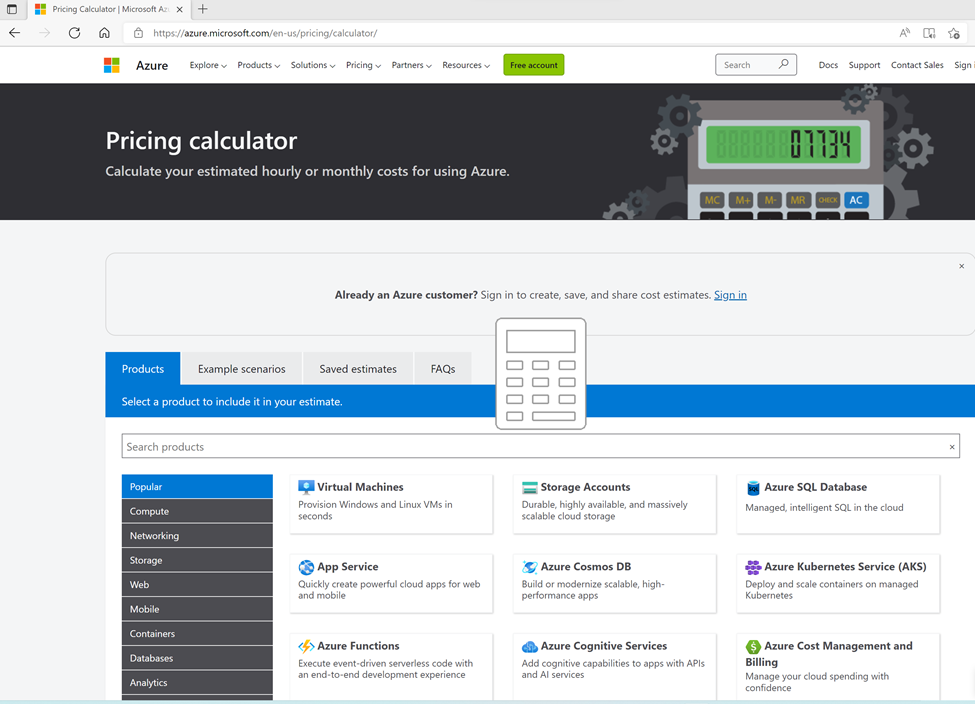 Pricing Calculator | Microsoft Az
https://azure.microsoft.com/en-us/pricing/calculator/
Azure
Explore
Products
Solutions
Pricing
Partners
Resources
Free account
Search
Docs
Support
Contact Sales
Sign
Pricing calculator
Calculate your estimated hourly or monthly costs for using Azure.
07734
MC
M+
M-
MR
CHECK
AC
Already an Azure customer? Sign in to create, save, and share cost estimates. Sign in
Products
Example scenarios
Saved estimates
FAQs
Select a product to include it in your estimate.
Search products
Popular
Compute
Networking
Storage
Web
Mobile
Containers
Databases
Analytics
Virtual Machines
Provision Windows and Linux VMs in
seconds
Storage Accounts
Durable, highly available, and massively
scalable cloud storage
Azure SQL Database
Managed, intelligent SQL in the cloud
App Service
Quickly create powerful cloud apps for web
and mobile
Azure Cosmos DB
Build or modernize scalable, high-
performance apps
Azure Kubernetes Service (AKS)
Deploy and scale containers on managed
Kubernetes
Azure Functions
Execute event-driven serverless code with
an end-to-end development experience
Azure Cognitive Services
Add cognitive capabilities to apps with APIs
and AI services
Azure Cost Management and
Billing
Manage your cloud spending with
confidence